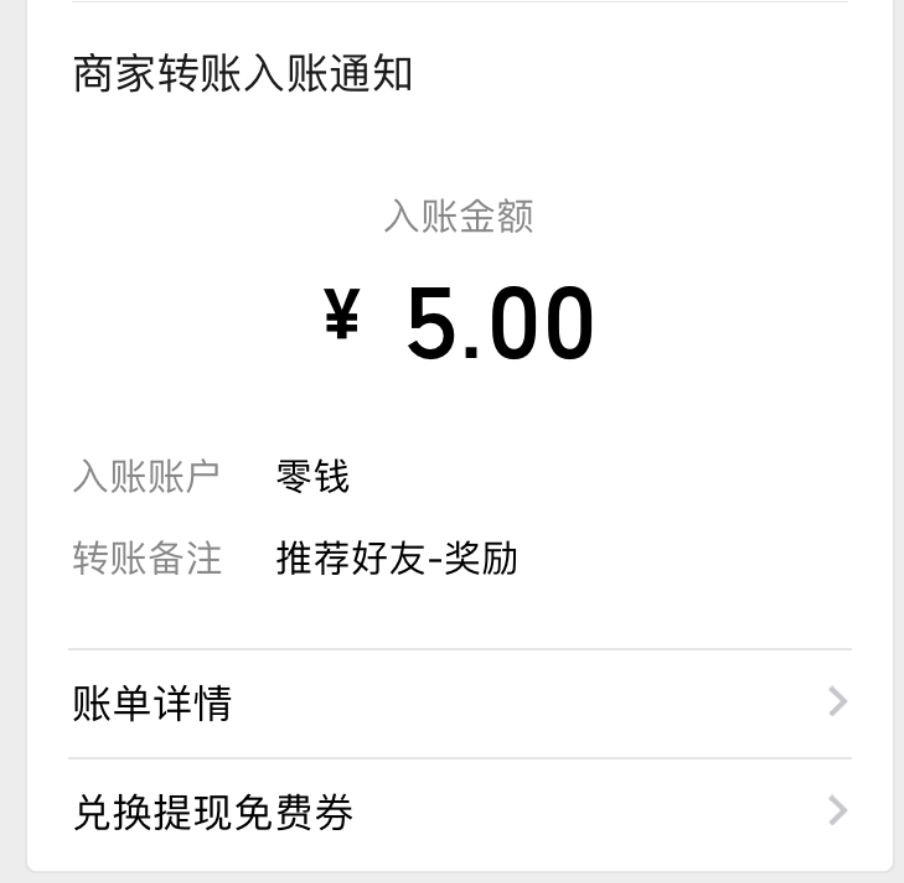 商家转账入账通知
入账金额
¥ 5.00
入账账户 零钱
转账备注 推荐好友-奖励
账单详情
兑换提现免费券